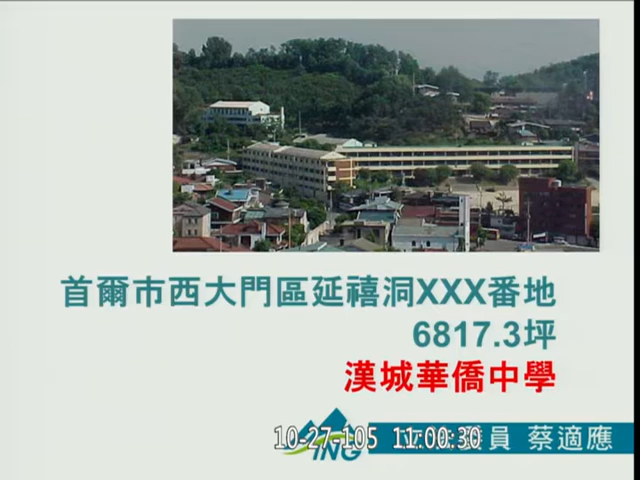 首爾市西大門區延禧洞XXX番地
6817.3坪
漢城華僑中學
10-27-105 11:00:30
ING
員 蔡適應